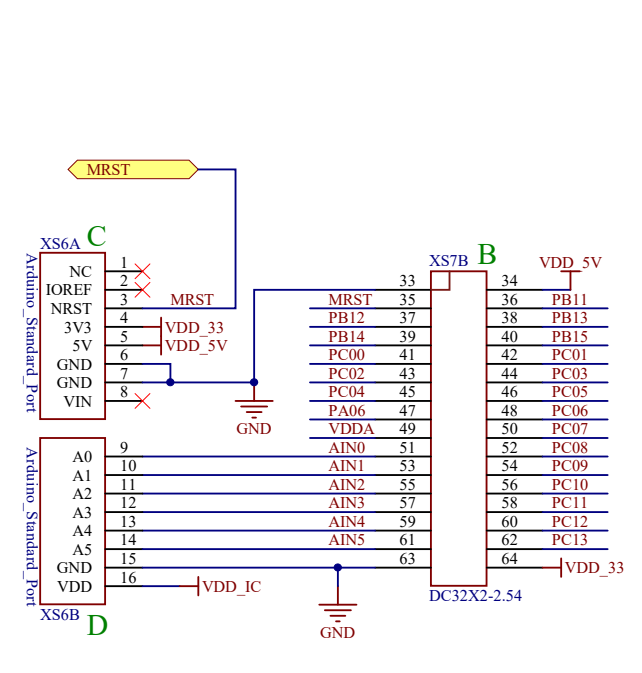 MRST
XS6A C
Arduino_Standard_Port
NC 1
IOREF 2
NRST 3 MRST
3V3 4 VDD_33
5V 5 VDD_5V
GND 6
GND 7
VIN 8
GND
XS7B B
VDD_5V
33 34
MRST 35 36 PB11
PB12 37 38 PB13
PB14 39 40 PB15
PC00 41 42 PC01
PC02 43 44 PC03
PC04 45 46 PC05
PA06 47 48 PC06
VDDA 49 50 PC07
AIN0 51 52 PC08
AIN1 53 54 PC09
AIN2 55 56 PC10
AIN3 57 58 PC11
AIN4 59 60 PC12
AIN5 61 62 PC13
63 64 VDD_33
DC32X2-2.54
Arduino_Standard_Port
A0 9
A1 10
A2 11
A3 12
A4 13
A5 14
GND 15
VDD 16 VDD_IC
XS6B D
GND